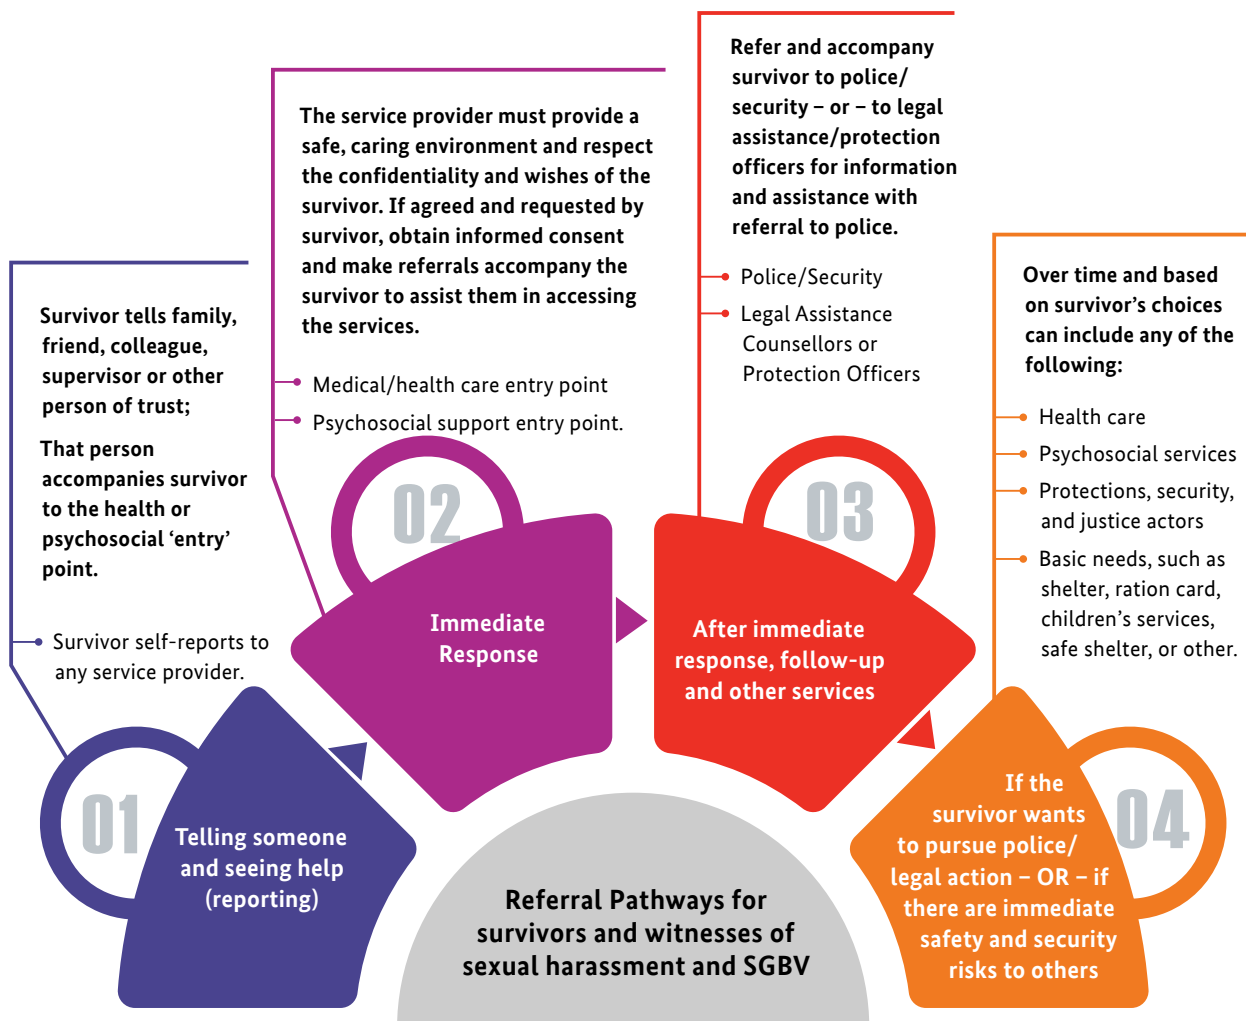 Survivor tells family,
friend, colleague,
supervisor or other
person of trust;
That person
accompanies survivor
to the health or
psychosocial ‘entry’
point.
Survivor self-reports to
any service provider.
01
Telling someone
and seeing help
(reporting)
The service provider must provide a
safe, caring environment and respect
the confidentiality and wishes of the
survivor. If agreed and requested by
survivor, obtain informed consent
and make referrals accompany the
survivor to assist them in accessing
the services.
Medical/health care entry point
Psychosocial support entry point.
02
Immediate
Response
Refer and accompany
survivor to police/
security – or – to legal
assistance/protection
officers for information
and assistance with
referral to police.
Police/Security
Legal Assistance
Counsellors or
Protection Officers
03
After immediate
response, follow-up
and other services
Over time and based
on survivor’s choices
can include any of the
following:
Health care
Psychosocial services
Protections, security,
and justice actors
Basic needs, such as
shelter, ration card,
children’s services,
safe shelter, or other.
04
If the
survivor wants
to pursue police/
legal action – OR – if
there are immediate
safety and security
risks to others
Referral Pathways for
survivors and witnesses of
sexual harassment and SGBV